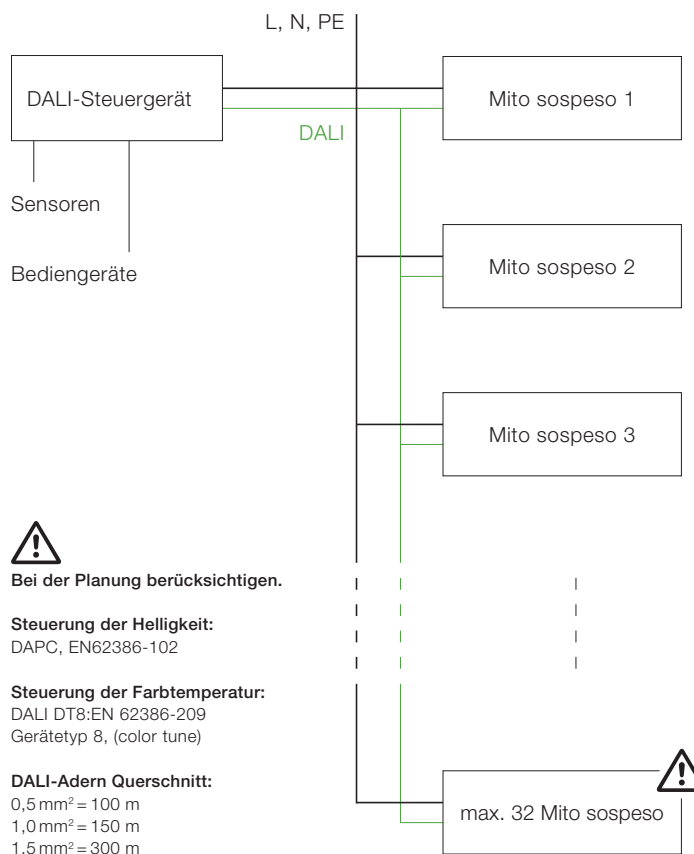 L, N, PE
DALI-Steuergerät
Mito sospeso 1
DALI
Sensoren
Bediengeräte
Mito sospeso 2
Mito sospeso 3
Bei der Planung berücksichtigen.
Steuerung der Helligkeit:
DAPC, EN62386-102
Steuerung der Farbtemperatur:
DALI DT8:EN 62386-209
Gerätetyp 8, (color tune)
DALI-Adern Querschnitt:
0,5 mm² = 100 m
1,0 mm² = 150 m
1,5 mm² = 300 m
max. 32 Mito sospeso